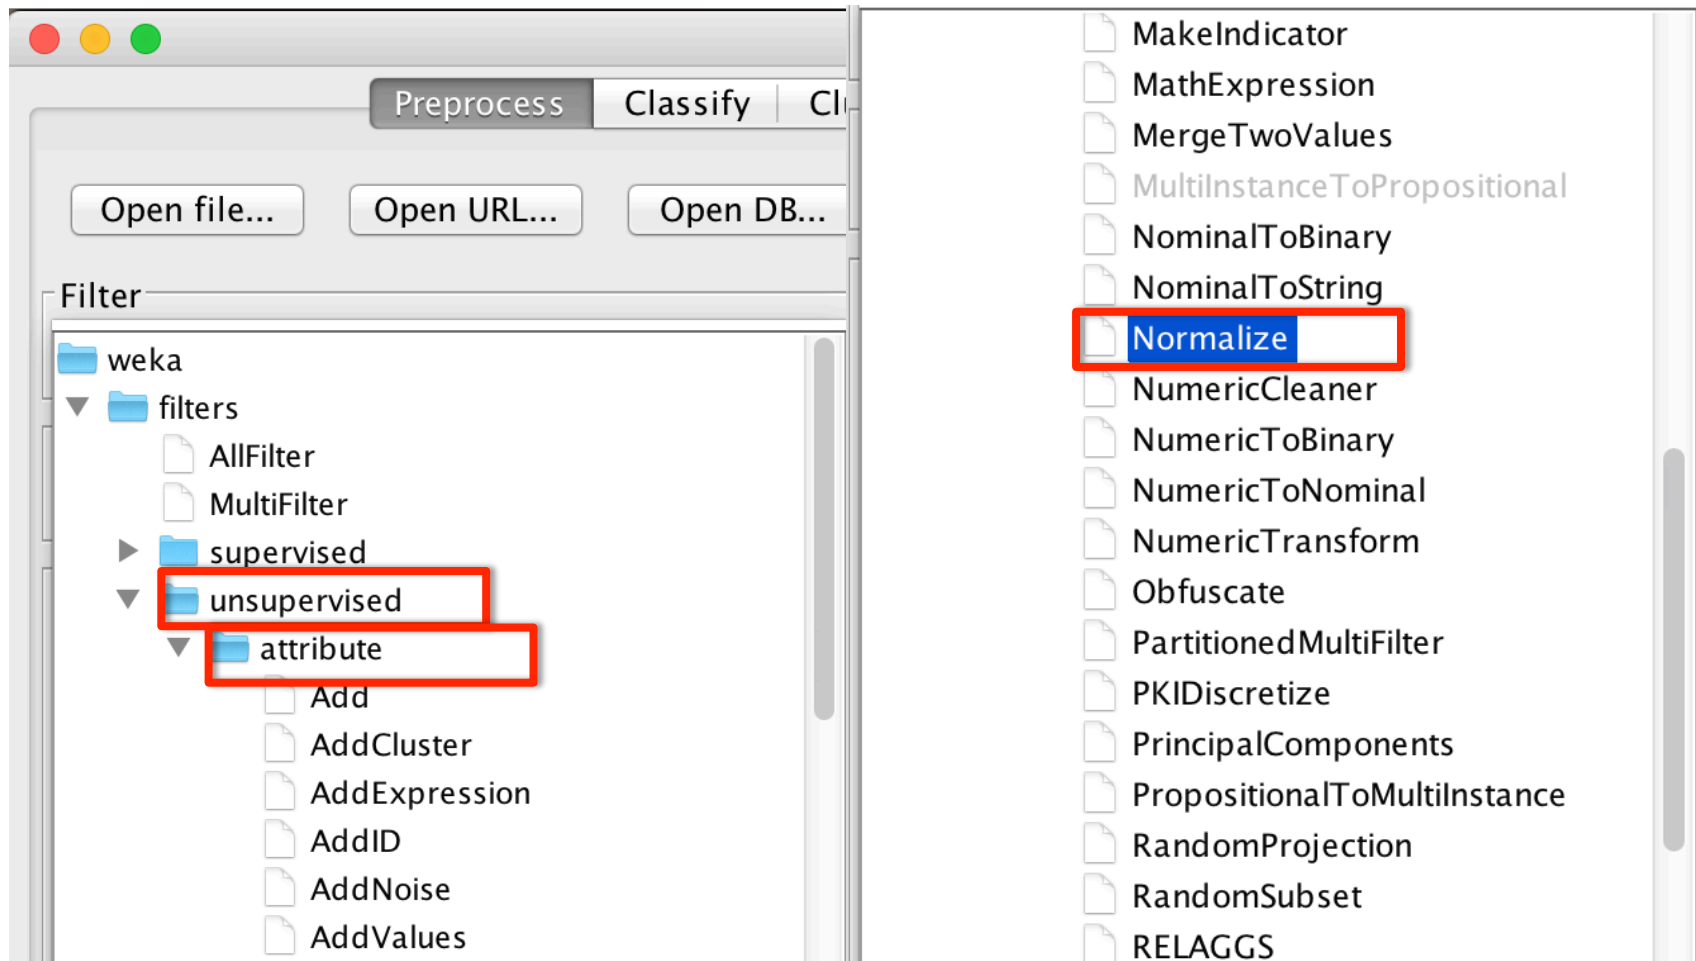 Preprocess
Classify
Open file...
Open URL...
Open DB...
Filter
weka
filters
AllFilter
MultiFilter
supervised
unsupervised
attribute
Add
AddCluster
AddExpression
AddID
AddNoise
AddValues
MakeIndicator
MathExpression
MergeTwoValues
MultiInstanceToPropositional
NominalToBinary
NominalToString
Normalize
NumericCleaner
NumericToBinary
NumericToNominal
NumericTransform
Obfuscate
PartitionedMultiFilter
PKIDiscretize
PrincipalComponents
PropositionalToMultiInstance
RandomProjection
RandomSubset
RELAGGS